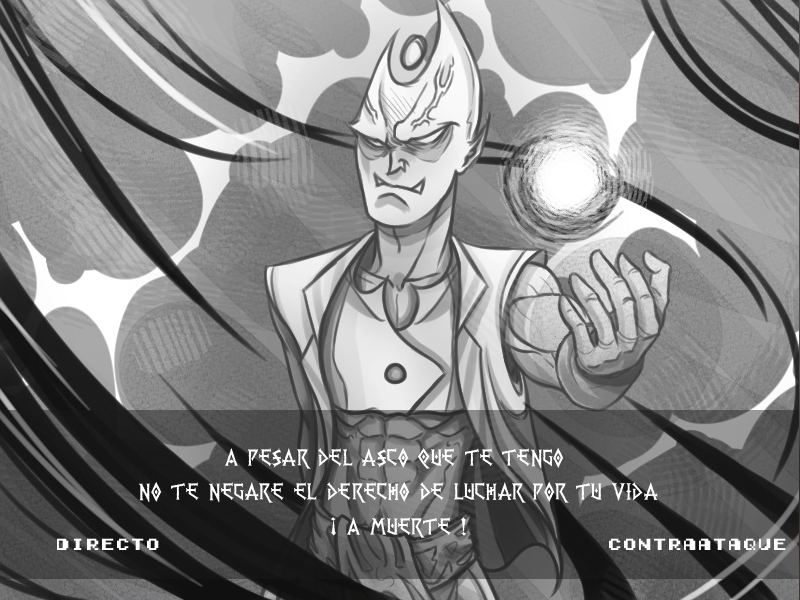 A PESAR DEL ASCO QUE TE TENGO
NO TE NEGARE EL DERECHO DE LUCHAR POR TU VIDA
¡ A MUERTE !
DIRECTO
CONTRAATAQUE